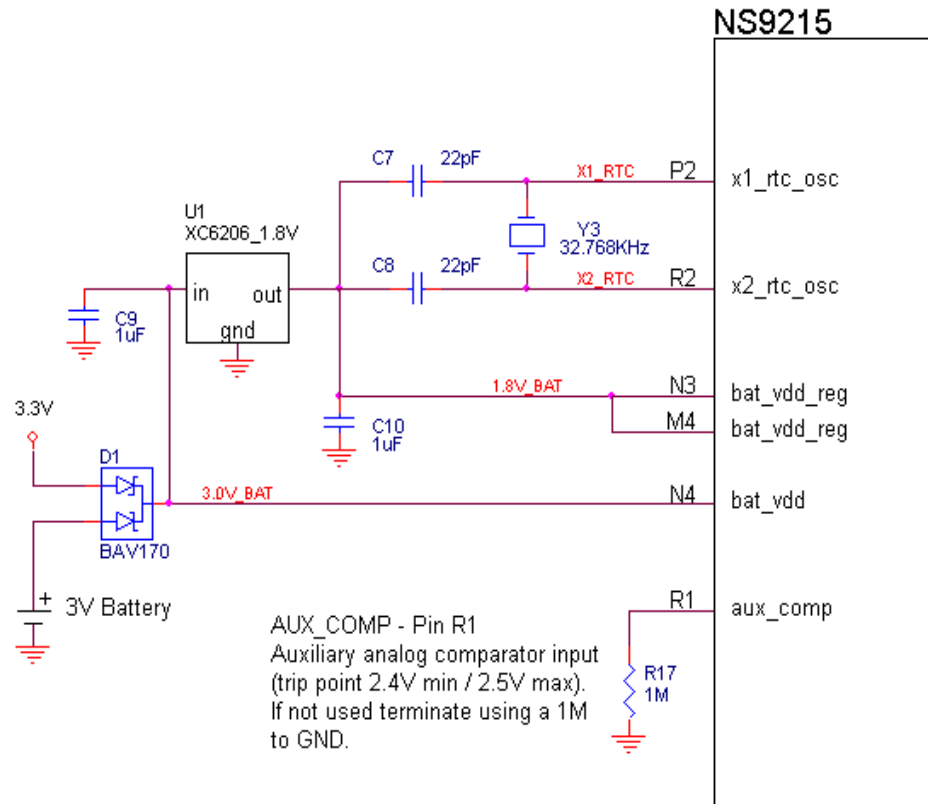 NS9215
C7 22pF
X1_RTC P2 x1_rtc_osc
U1
XC6206_1.8V
Y3
32.768KHz
C8 22pF
X2_RTC R2 x2_rtc_osc
in out
gnd
C9
1uF
1.8V_BAT N3 bat_vdd_reg
M4 bat_vdd_reg
C10
1uF
3.3V
D1
3.0V_BAT N4 bat_vdd
BAV170
+ 3V Battery
R1 aux_comp
AUX_COMP - Pin R1
Auxiliary analog comparator input
(trip point 2.4V min / 2.5V max).
If not used terminate using a 1M
to GND.
R17
1M